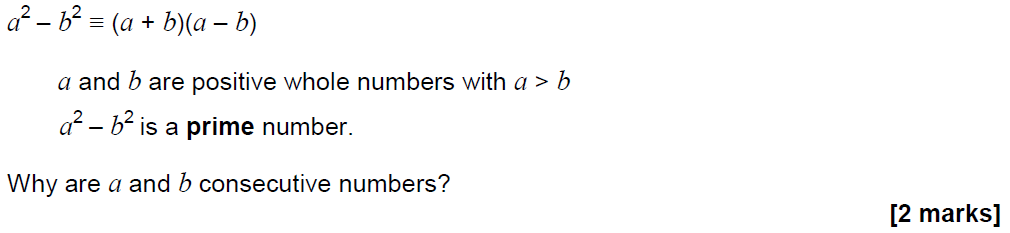 a² – b² ≡ (a + b)(a – b)
a and b are positive whole numbers with a > b
a² – b² is a prime number.
Why are a and b consecutive numbers?
[2 marks]